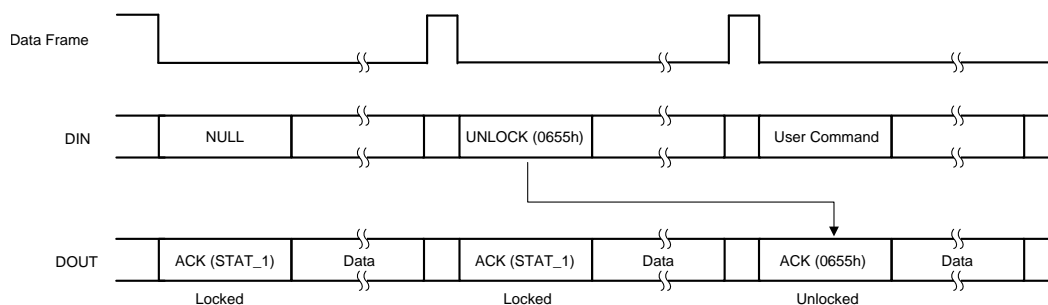 Data Frame
DIN
NULL
UNLOCK (0655h)
User Command
DOUT
ACK (STAT_1)
Data
ACK (STAT_1)
Data
ACK (0655h)
Data
Locked
Locked
Unlocked